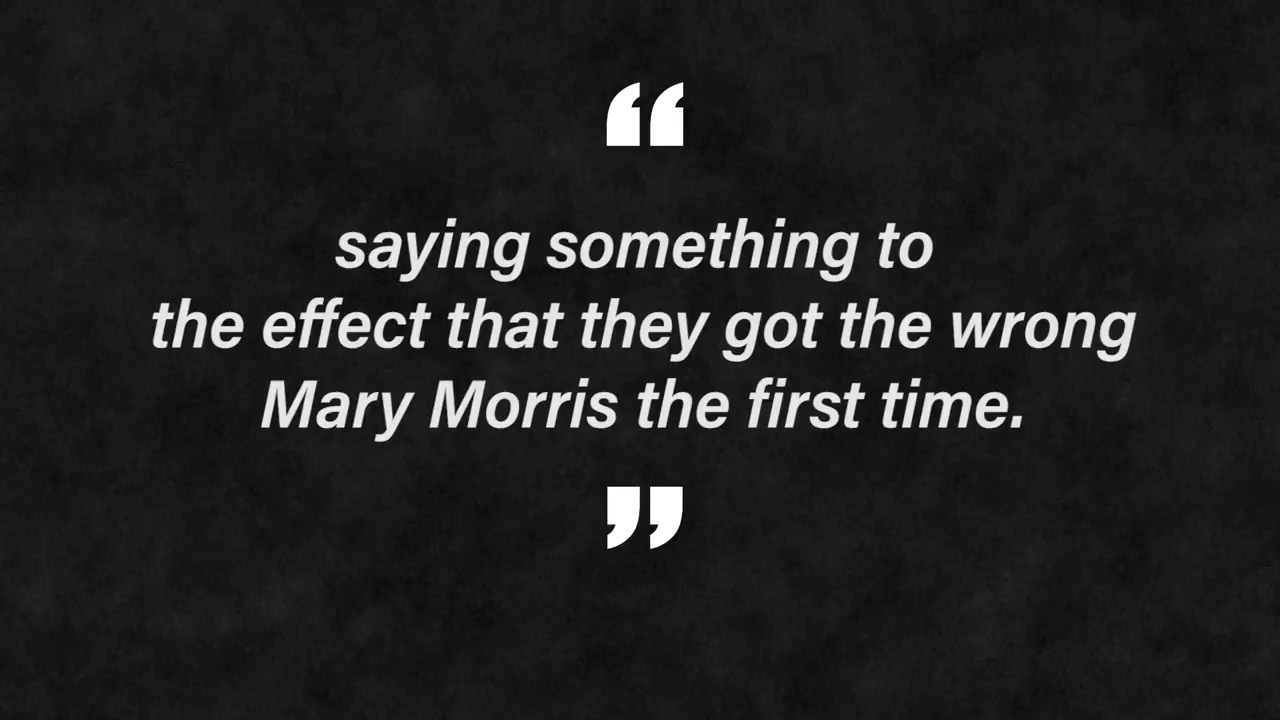 “
saying something to
the effect that they got the wrong
Mary Morris the first time.
”